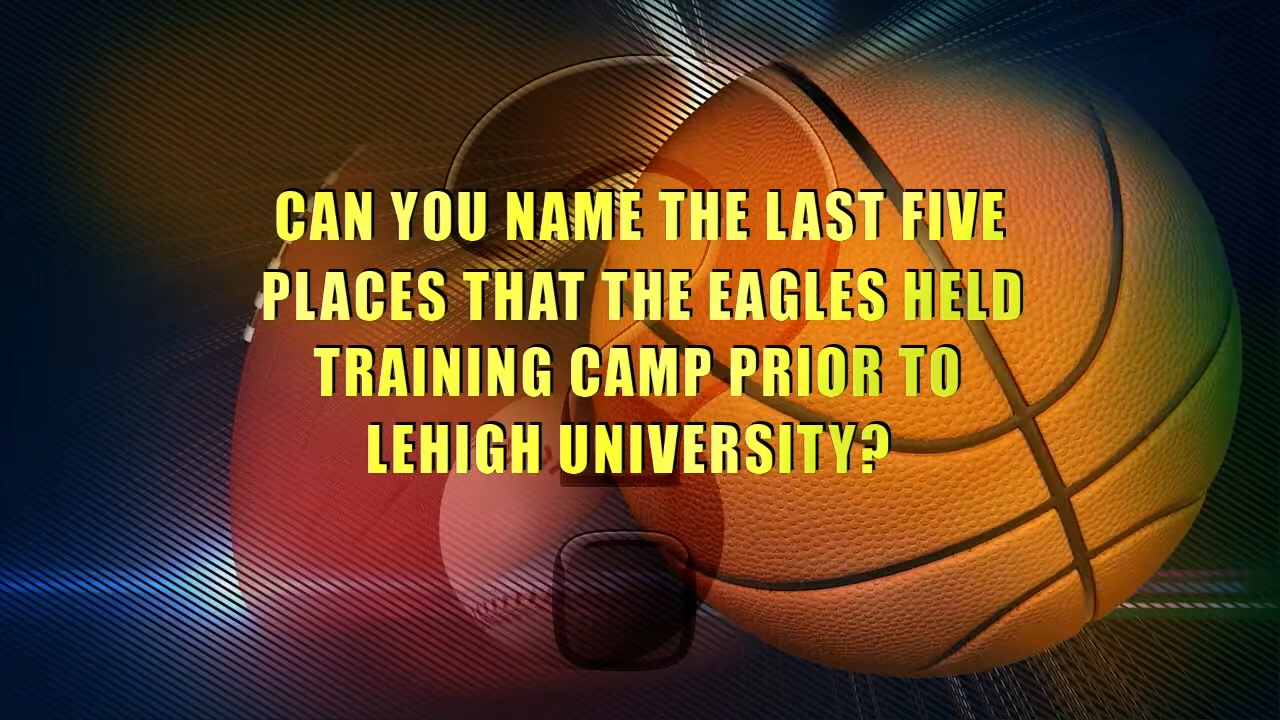 CAN YOU NAME THE LAST FIVE
PLACES THAT THE EAGLES HELD
TRAINING CAMP PRIOR TO
LEHIGH UNIVERSITY?